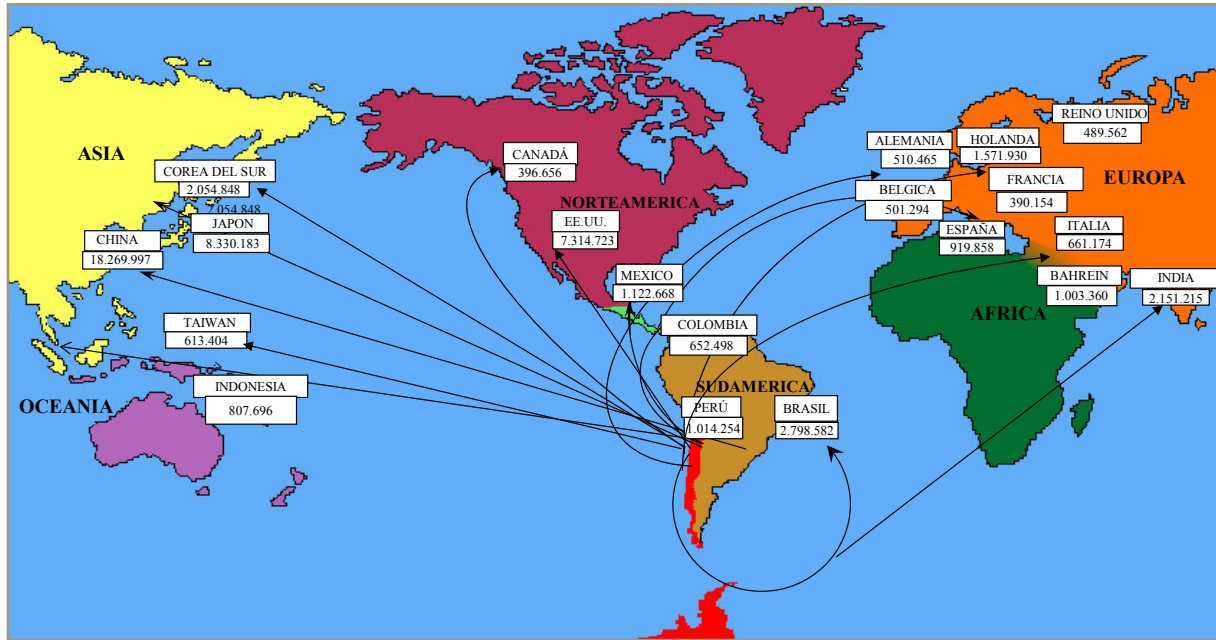 ASIA
COREA DEL SUR
2.054.848
2.054.848
JAPON
8.330.183
CHINA
18.269.997
TAIWAN
613.404
INDONESIA
807.696
OCEANIA
CANADÁ
396.656
NORTEAMERICA
EE.UU.
7.314.723
MEXICO
1.122.668
COLOMBIA
652.498
SUDAMERICA
PERÚ
1.014.254
BRASIL
2.798.582
REINO UNIDO
489.562
ALEMANIA
510.465
HOLANDA
1.571.930
BELGICA
501.294
FRANCIA
390.154
EUROPA
ESPAÑA
919.858
ITALIA
661.174
BAHREIN
1.003.360
INDIA
2.151.215
AFRICA